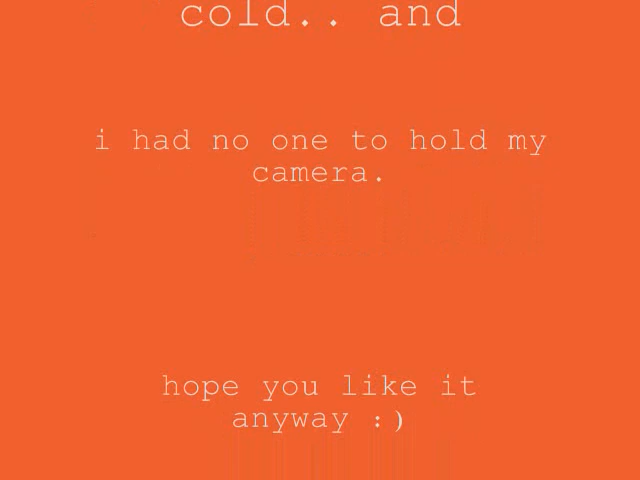 cold.. and
i had no one to hold my
camera.
hope you like it
anyway :)